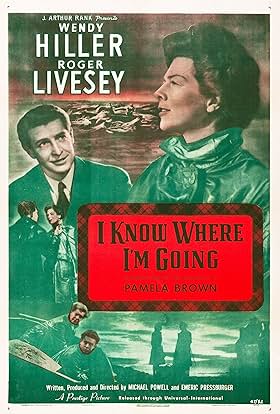 J. ARTHUR RANK Presents
WENDY
HILLER
ROGER
LIVESEY
I KNOW WHERE
I'M GOING
PAMELA BROWN
Written, Produced and Directed by MICHAEL POWELL and EMERIC PRESSBURGER
A Prestige Picture Released through Universal-International